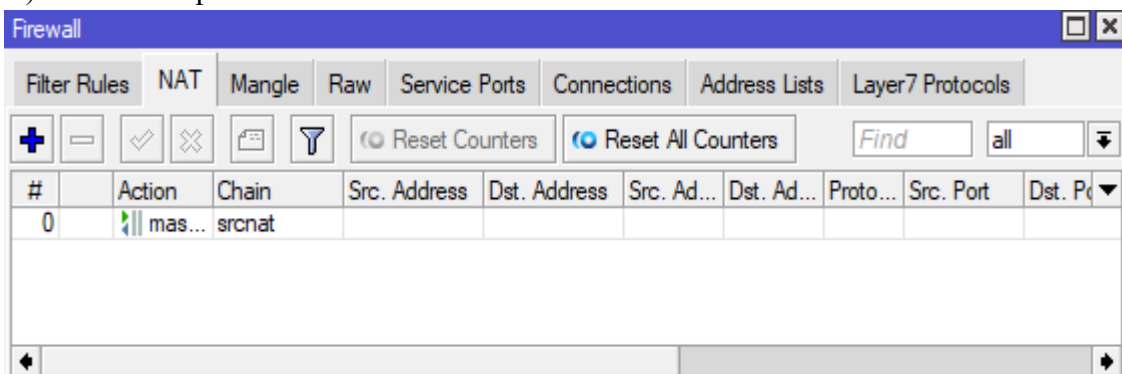 Firewall
Filter Rules NAT Mangle Raw Service Ports Connections Address Lists Layer7 Protocols
Reset Counters Reset All Counters Find all
# Action Chain Src. Address Dst. Address Src. Ad... Dst. Ad... Proto... Src. Port Dst. Po
0 mas... srcnat